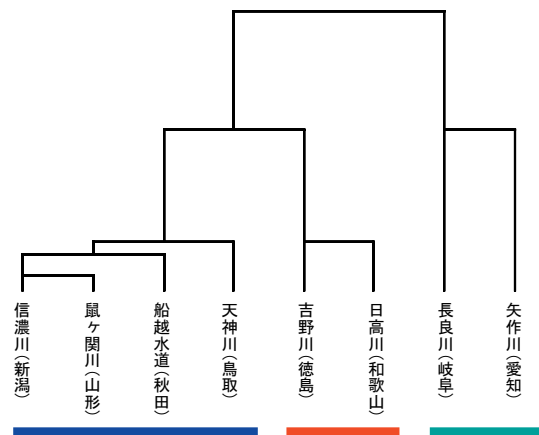 信濃川（新潟）
鼠ヶ関川（山形）
船越水道（秋田）
天神川（鳥取）
吉野川（徳島）
日高川（和歌山）
長良川（岐阜）
矢作川（愛知）